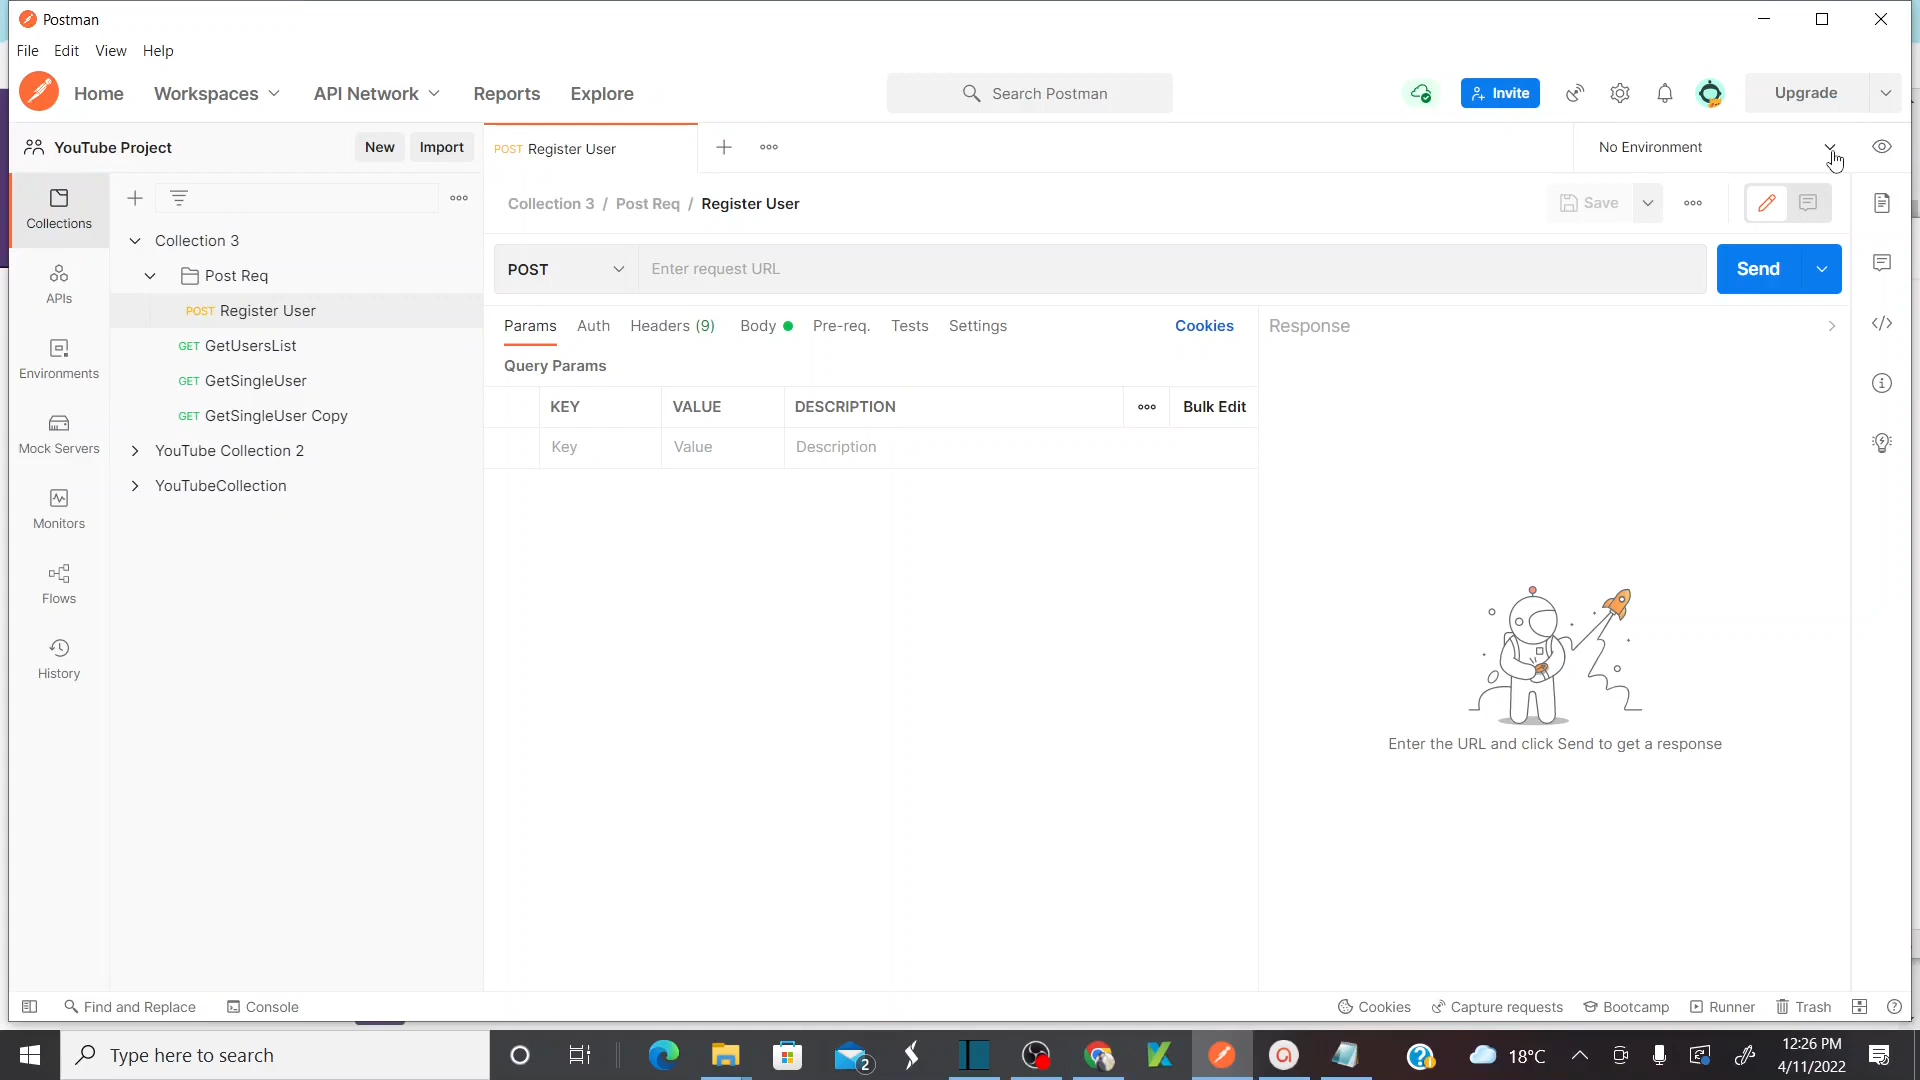 Postman
File Edit View Help
Home Workspaces API Network Reports Explore Search Postman Invite Upgrade
YouTube Project New Import POST Register User No Environment
Collections
Collection 3 / Post Req / Register User Save
Collection 3
Post Req
POST Register User
GET GetUsersList
GET GetSingleUser
GET GetSingleUser Copy
YouTube Collection 2
YouTubeCollection
APIs
Environments
Mock Servers
Monitors
Flows
History
POST Enter request URL Send
Params Auth Headers (9) Body Pre-req. Tests Settings Cookies Response
Query Params
KEY VALUE DESCRIPTION Bulk Edit
Key Value Description
Enter the URL and click Send to get a response
Find and Replace Console Cookies Capture requests Bootcamp Runner Trash
Type here to search 2 18°C 12:26 PM
4/11/2022